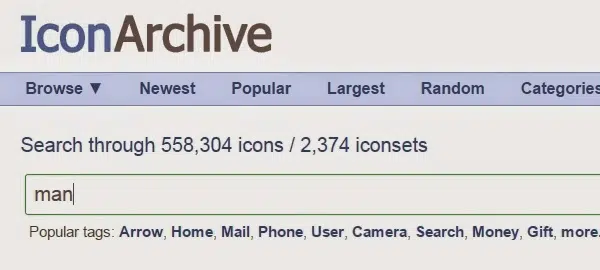 IconArchive
Browse ▼ Newest Popular Largest Random Categories
Search through 558,304 icons / 2,374 iconsets
man
Popular tags: Arrow, Home, Mail, Phone, User, Camera, Search, Money, Gift, more.